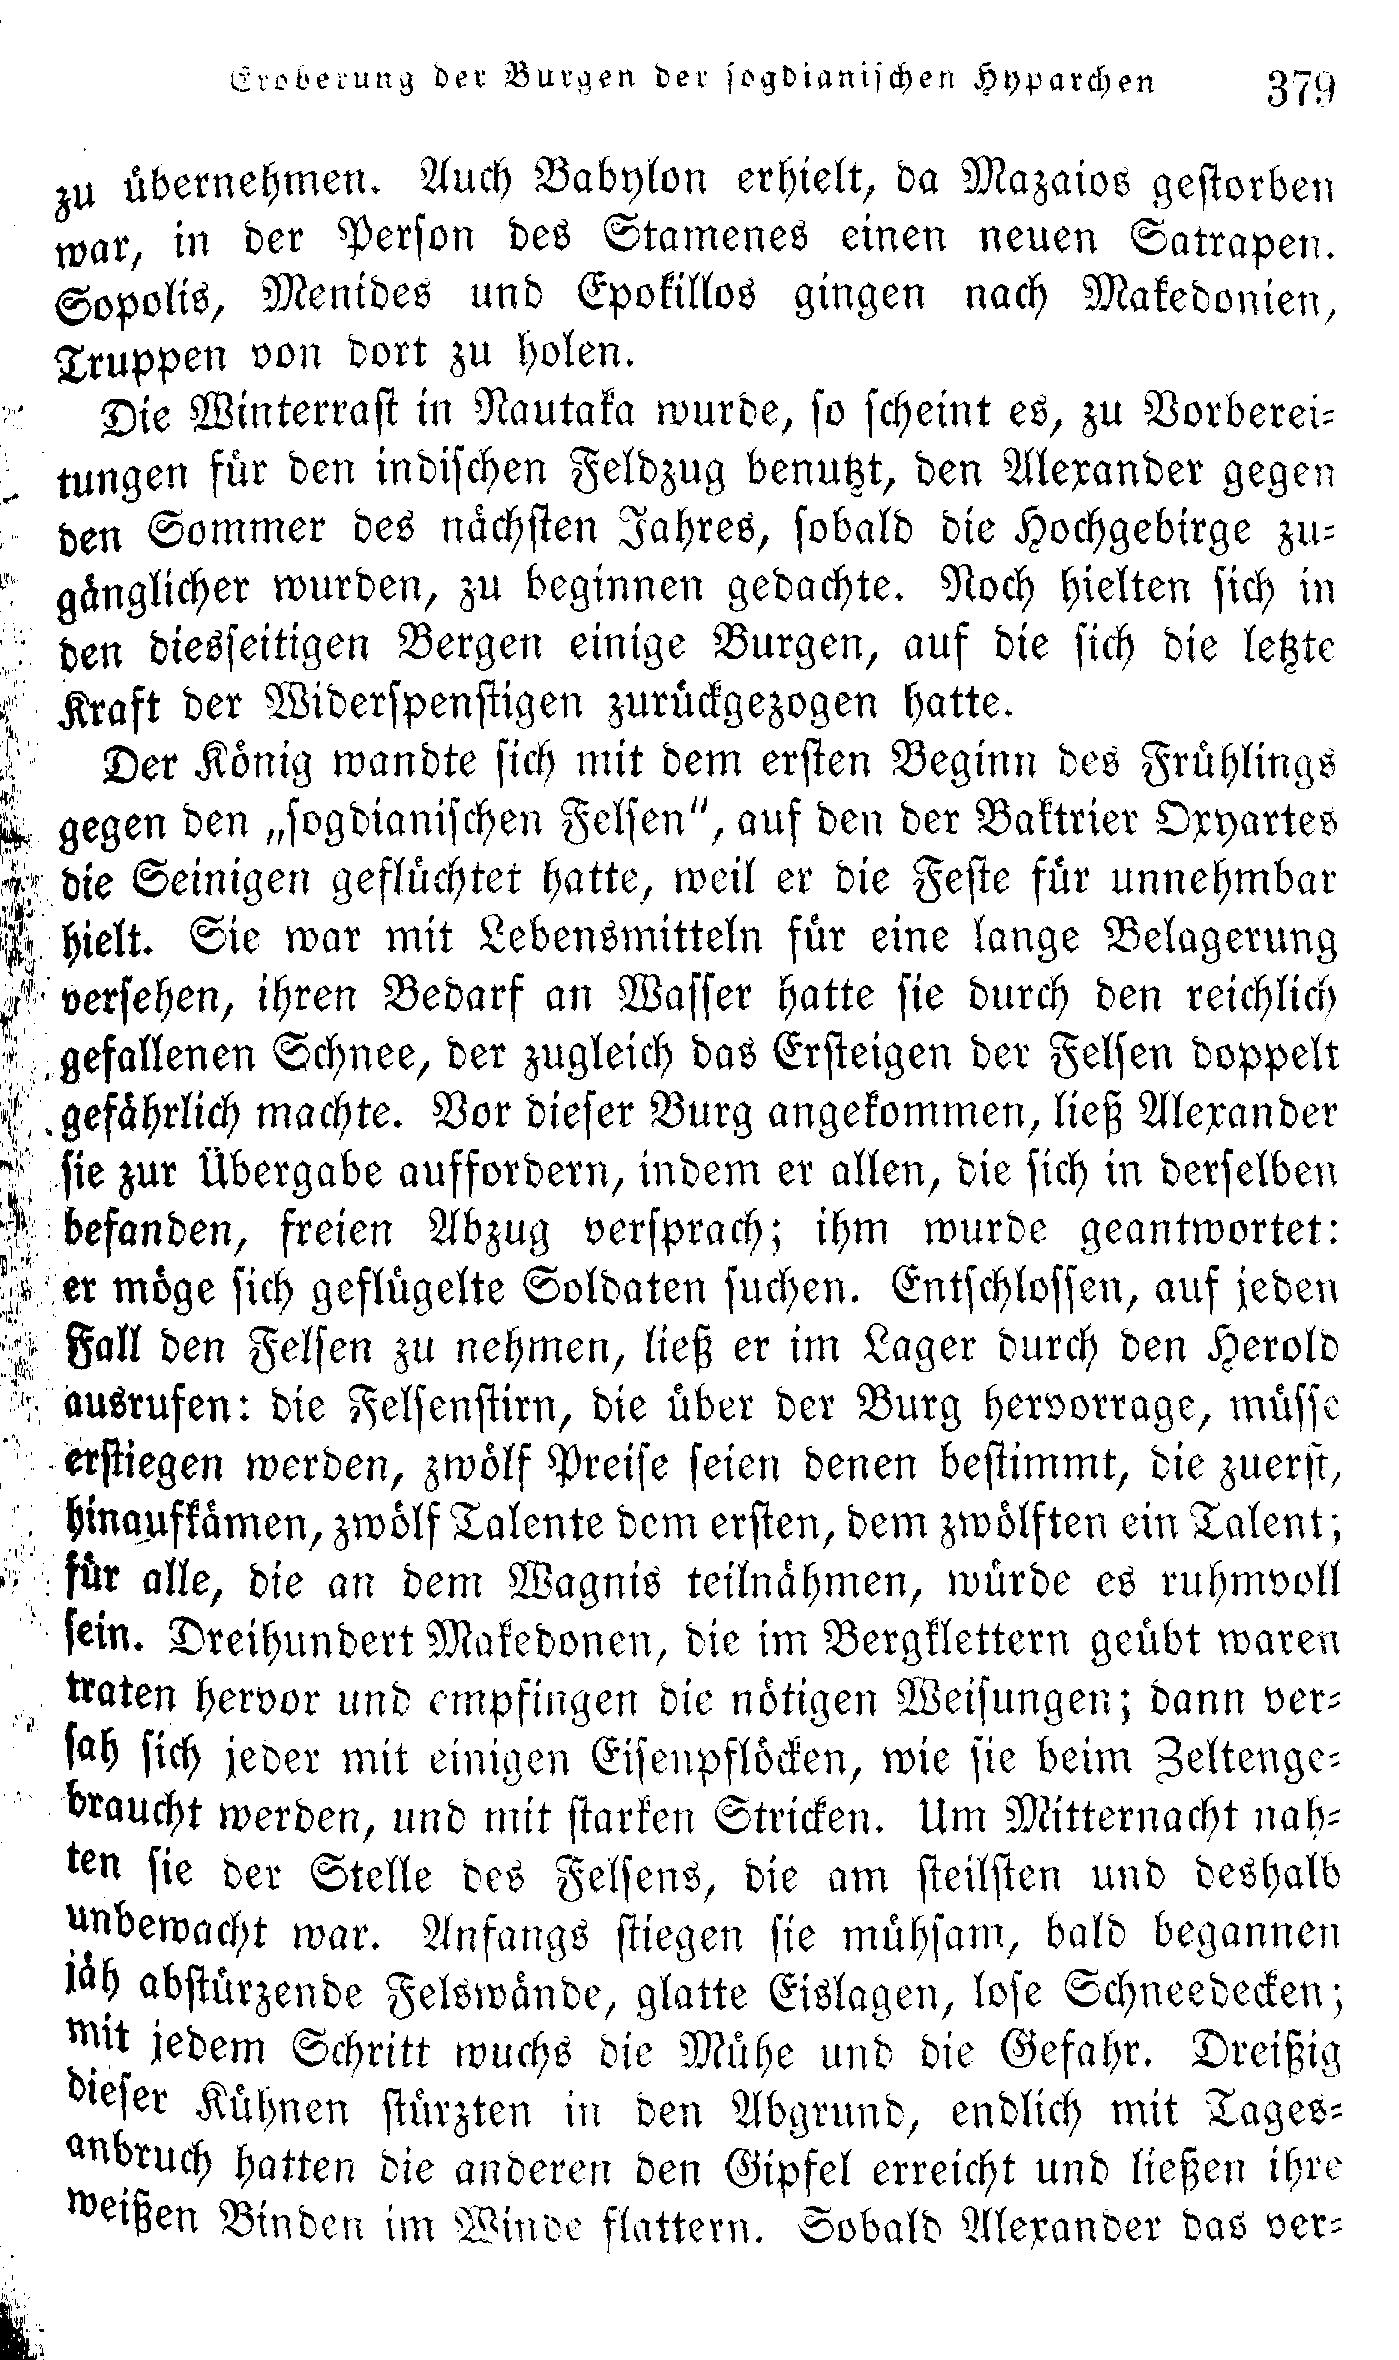 Eroberung der Burgen der sogdianischen Hyparchen 379
zu übernehmen. Auch Babylon erhielt, da Mazaios gestorben
war, in der Person des Stamenes einen neuen Satrapen.
Sopolis, Menides und Epokillos gingen nach Makedonien,
Truppen von dort zu holen.
Die Winterrast in Nautaka wurde, so scheint es, zu Vorberei-
tungen für den indischen Feldzug benutzt, den Alexander gegen
den Sommer des nächsten Jahres, sobald die Hochgebirge zu-
gänglicher wurden, zu beginnen gedachte. Noch hielten sich in
den diesseitigen Bergen einige Burgen, auf die sich die letzte
Kraft der Widerspenstigen zurückgezogen hatte.
Der König wandte sich mit dem ersten Beginn des Frühlings
gegen den „sogdianischen Felsen“, auf den der Baktrier Oxyartes
die Seinigen geflüchtet hatte, weil er die Feste für unnehmbar
hielt. Sie war mit Lebensmitteln für eine lange Belagerung
versehen, ihren Bedarf an Wasser hatte sie durch den reichlich
gefallenen Schnee, der zugleich das Ersteigen der Felsen doppelt
gefährlich machte. Vor dieser Burg angekommen, ließ Alexander
sie zur Übergabe auffordern, indem er allen, die sich in derselben
befanden, freien Abzug versprach; ihm wurde geantwortet:
er möge sich geflügelte Soldaten suchen. Entschlossen, auf jeden
Fall den Felsen zu nehmen, ließ er im Lager durch den Herold
ausrufen: die Felsenstirn, die über der Burg hervorrage, müsse
erstiegen werden, zwölf Preise seien denen bestimmt, die zuerst,
hinaufkämen, zwölf Talente dem ersten, dem zwölften ein Talent;
für alle, die an dem Wagnis teilnähmen, würde es ruhmvoll
sein. Dreihundert Makedonen, die im Bergklettern geübt waren
traten hervor und empfingen die nötigen Weisungen; dann ver-
sah sich jeder mit einigen Eisenpflöcken, wie sie beim Zeltenge-
braucht werden, und mit starken Stricken. Um Mitternacht nah-
ten sie der Stelle des Felsens, die am steilsten und deshalb
unbewacht war. Anfangs stiegen sie mühsam, bald begannen
jäh abstürzende Felswände, glatte Eislagen, lose Schneedecken;
mit jedem Schritt wuchs die Mühe und die Gefahr. Dreißig
dieser Kühnen stürzten in den Abgrund, endlich mit Tages-
anbruch hatten die anderen den Gipfel erreicht und ließen ihre
weißen Binden im Winde flattern. Sobald Alexander das ver-